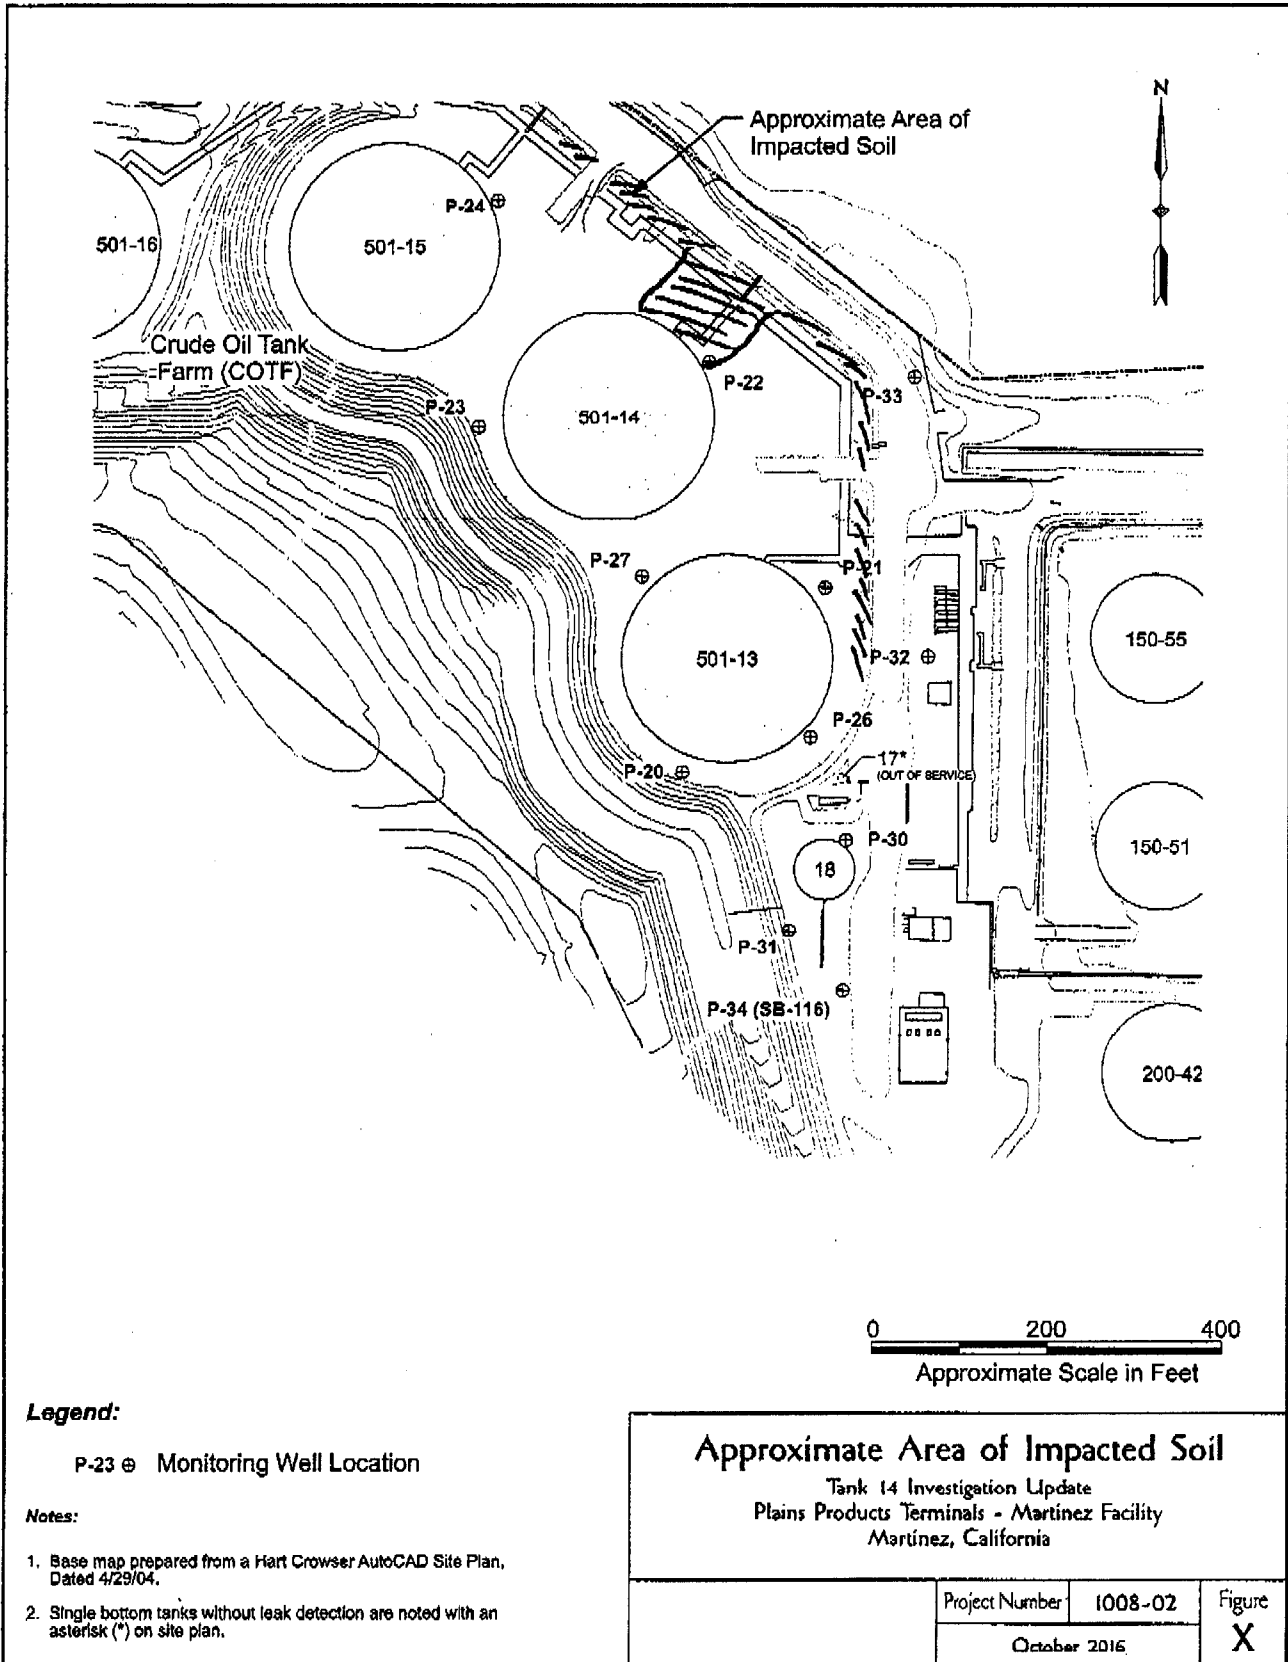 N
Approximate Area of
Impacted Soil
P-24
501-16
501-15
Crude Oil Tank
Farm (COTF)
P-22
P-33
P-23
501-14
P-27
P-21
150-55
501-13
P-32
P-26
17*
(OUT OF SERVICE)
P-20
P-30
150-51
18
P-31
P-34 (SB-116)
200-42
0 200 400
Approximate Scale in Feet
Legend:
P-23 ⊕ Monitoring Well Location
Notes:
1. Base map prepared from a Hart Crowser AutoCAD Site Plan,
Dated 4/29/04.
2. Single bottom tanks without leak detection are noted with an
asterisk (*) on site plan.
Approximate Area of Impacted Soil
Tank 14 Investigation Update
Plains Products Terminals - Martinez Facility
Martinez, California
Project Number 1008-02
October 2016
Figure
X